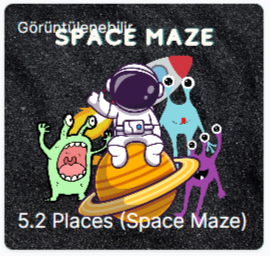 Görüntülenebilir
SPACE MAZE
5.2 Places (Space Maze)